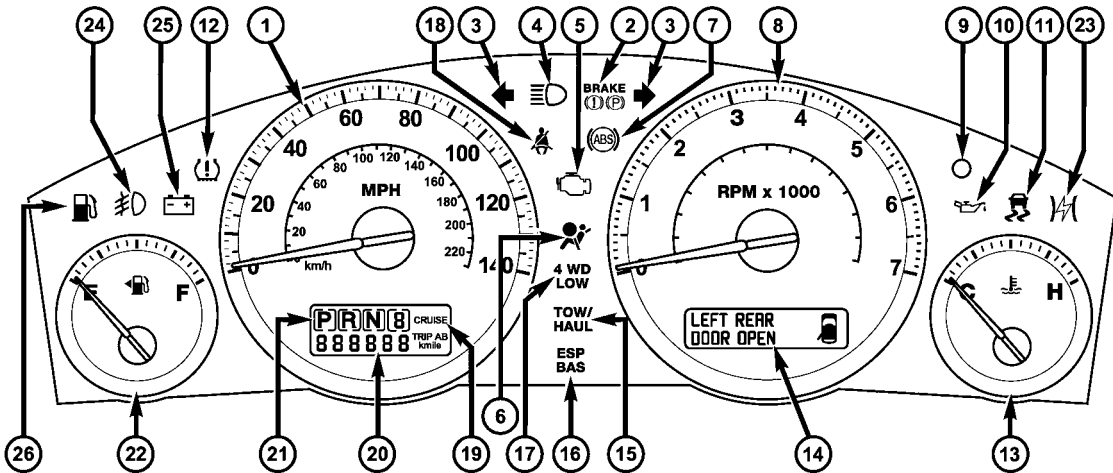 24 25 12 1 18 3 4 5 2 3 7 8 9 10 11 23
BRAKE
(P)
ABS
0 20 40 60 80 100 120 140
MPH
0 20 40 60 80 100 120 140 160 180 200 220
km/h
0 1 2 3 4 5 6 7
RPM x 1000
E F
C H
4 WD
LOW
TOW/
HAUL
ESP
BAS
P R N 8 CRUISE
888888 TRIP AB
kmile
LEFT REAR
DOOR OPEN
26 22 21 20 19 6 17 16 15 14 13